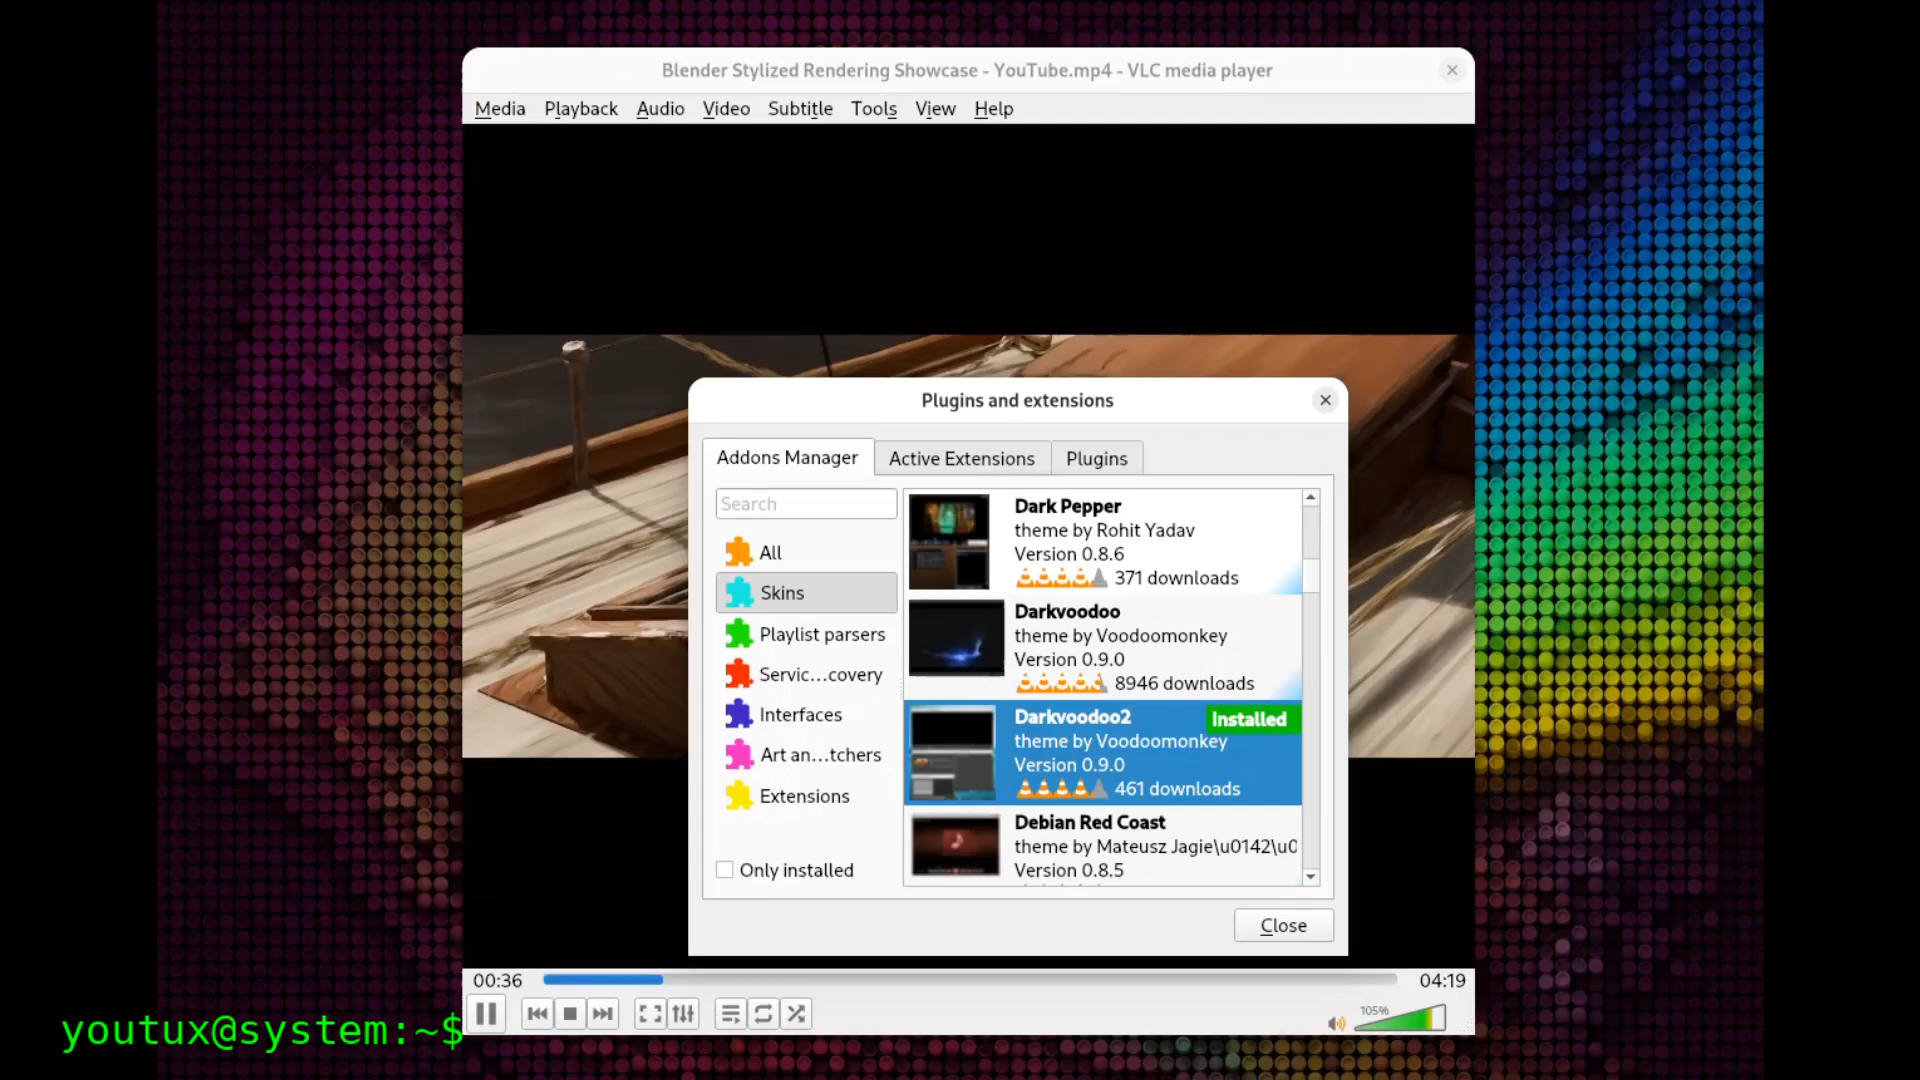 Blender Stylized Rendering Showcase - YouTube.mp4 - VLC media player
Media Playback Audio Video Subtitle Tools View Help
Plugins and extensions
Addons Manager Active Extensions Plugins
Search
All
Skins
Playlist parsers
Servic...covery
Interfaces
Art an...tchers
Extensions
Only installed
Dark Pepper
theme by Rohit Yadav
Version 0.8.6
371 downloads
Darkvoodoo
theme by Voodoomonkey
Version 0.9.0
8946 downloads
Darkvoodoo2 Installed
theme by Voodoomonkey
Version 0.9.0
461 downloads
Debian Red Coast
theme by Mateusz Jagie\u0142\u0
Version 0.8.5
Close
00:36 04:19
105%
youtux@system:~$